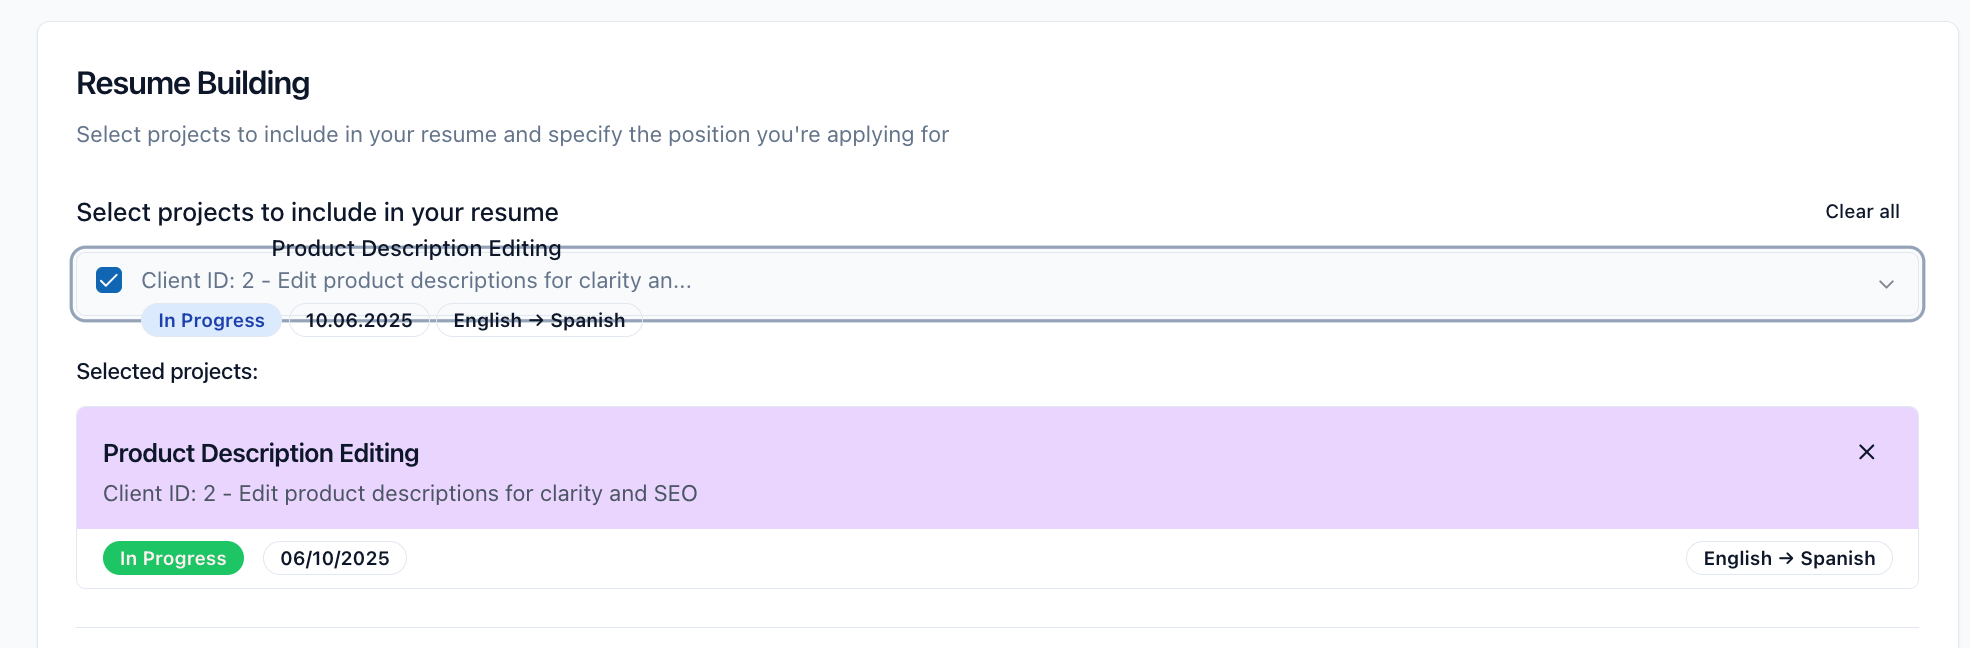 Resume Building
Select projects to include in your resume and specify the position you're applying for
Select projects to include in your resume
Clear all
Product Description Editing
Client ID: 2 - Edit product descriptions for clarity an...
In Progress 10.06.2025 English → Spanish
Selected projects:
Product Description Editing
Client ID: 2 - Edit product descriptions for clarity and SEO
In Progress 06/10/2025 English → Spanish